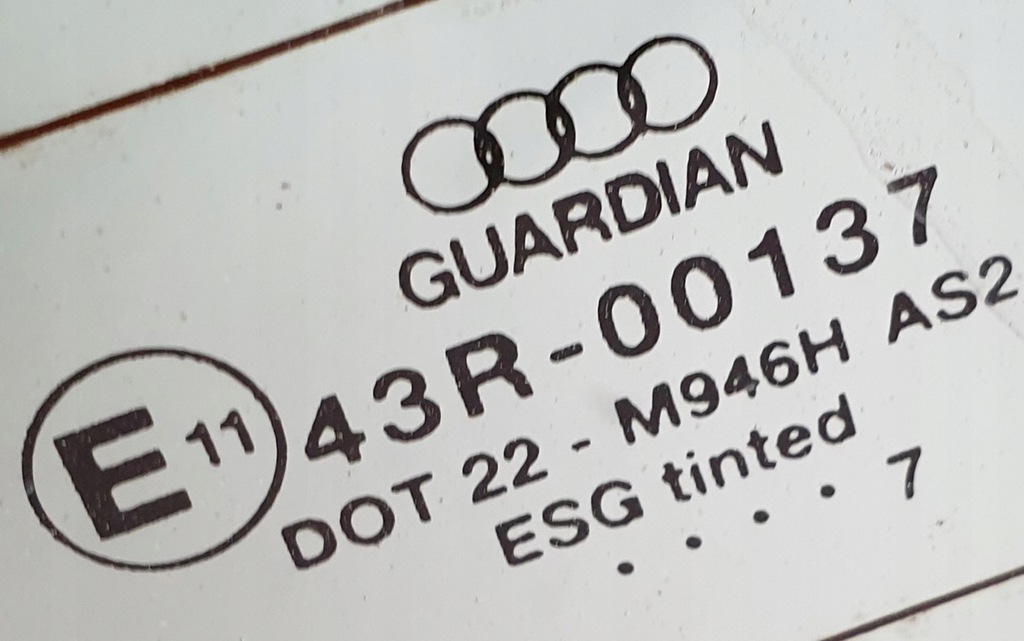 GUARDIAN
E 11 43R-00137
DOT 22 - M946H AS2
ESG tinted
. . . . 7